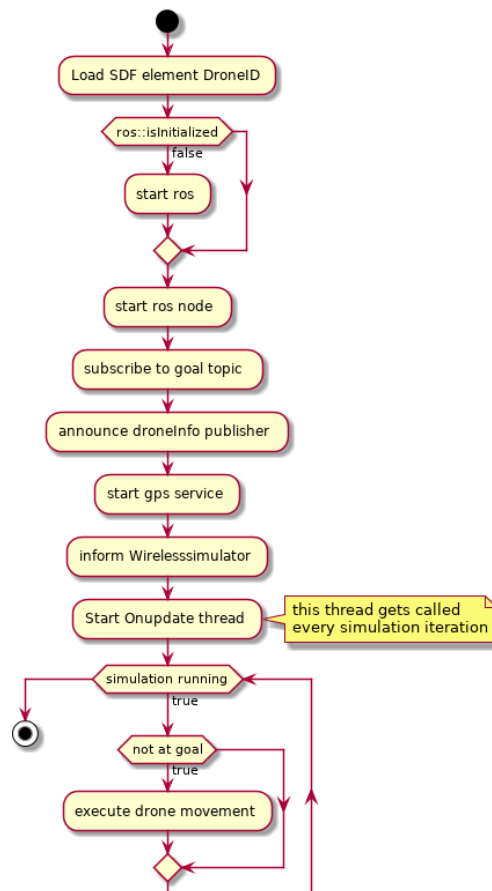 Load SDF element DroneID
ros::isInitialized
false
start ros
start ros node
subscribe to goal topic
announce droneInfo publisher
start gps service
inform Wirelesssimulator
Start Onupdate thread
this thread gets called
every simulation iteration
simulation running
true
not at goal
true
execute drone movement